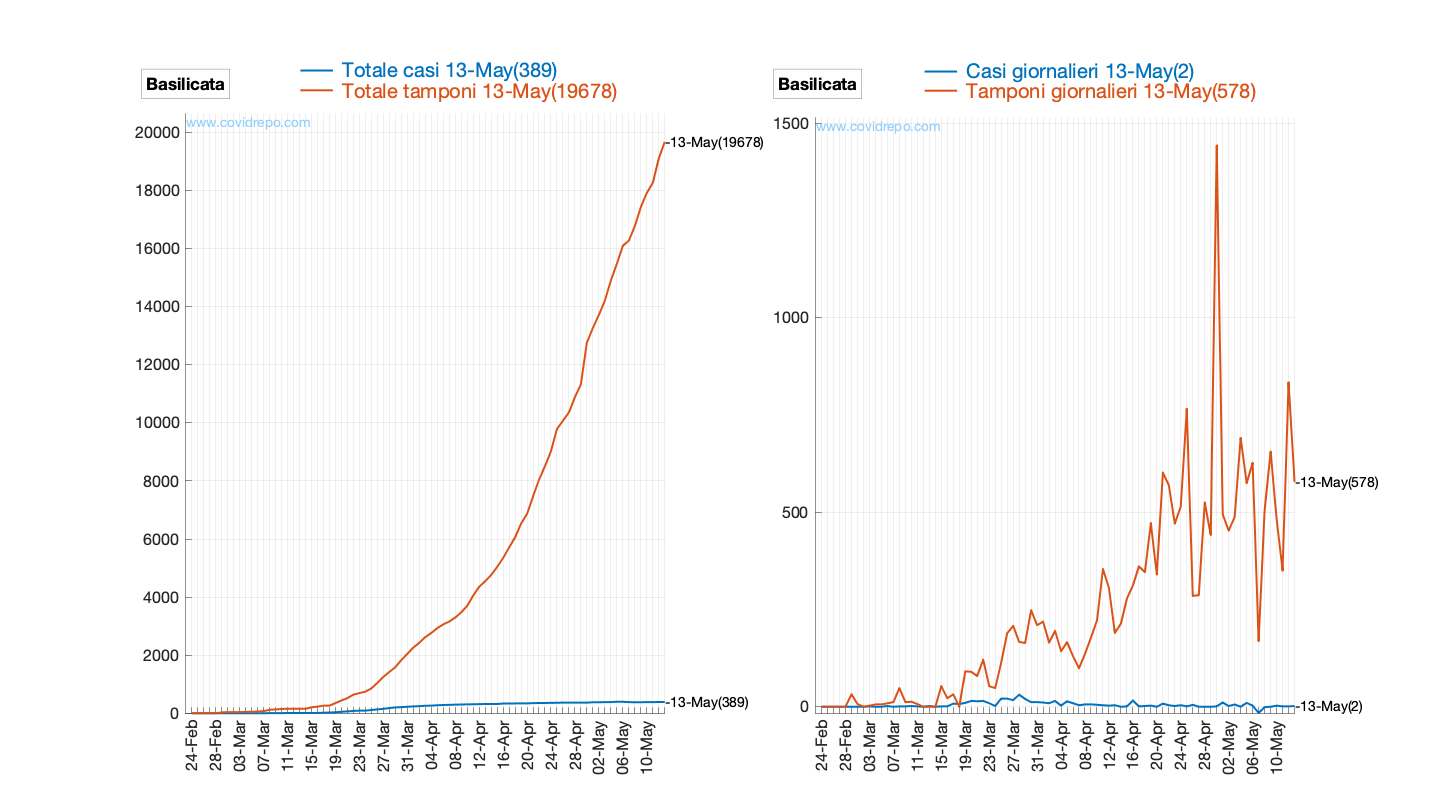 Basilicata
Totale casi 13-May(389)
Totale tamponi 13-May(19678)
www.covidrepo.com
20000
18000
16000
14000
12000
10000
8000
6000
4000
2000
0
13-May(19678)
13-May(389)
24-Feb
28-Feb
03-Mar
07-Mar
11-Mar
15-Mar
19-Mar
23-Mar
27-Mar
31-Mar
04-Apr
08-Apr
12-Apr
16-Apr
20-Apr
24-Apr
28-Apr
02-May
06-May
10-May
Basilicata
Casi giornalieri 13-May(2)
Tamponi giornalieri 13-May(578)
www.covidrepo.com
1500
1000
500
0
13-May(578)
13-May(2)
24-Feb
28-Feb
03-Mar
07-Mar
11-Mar
15-Mar
19-Mar
23-Mar
27-Mar
31-Mar
04-Apr
08-Apr
12-Apr
16-Apr
20-Apr
24-Apr
28-Apr
02-May
06-May
10-May